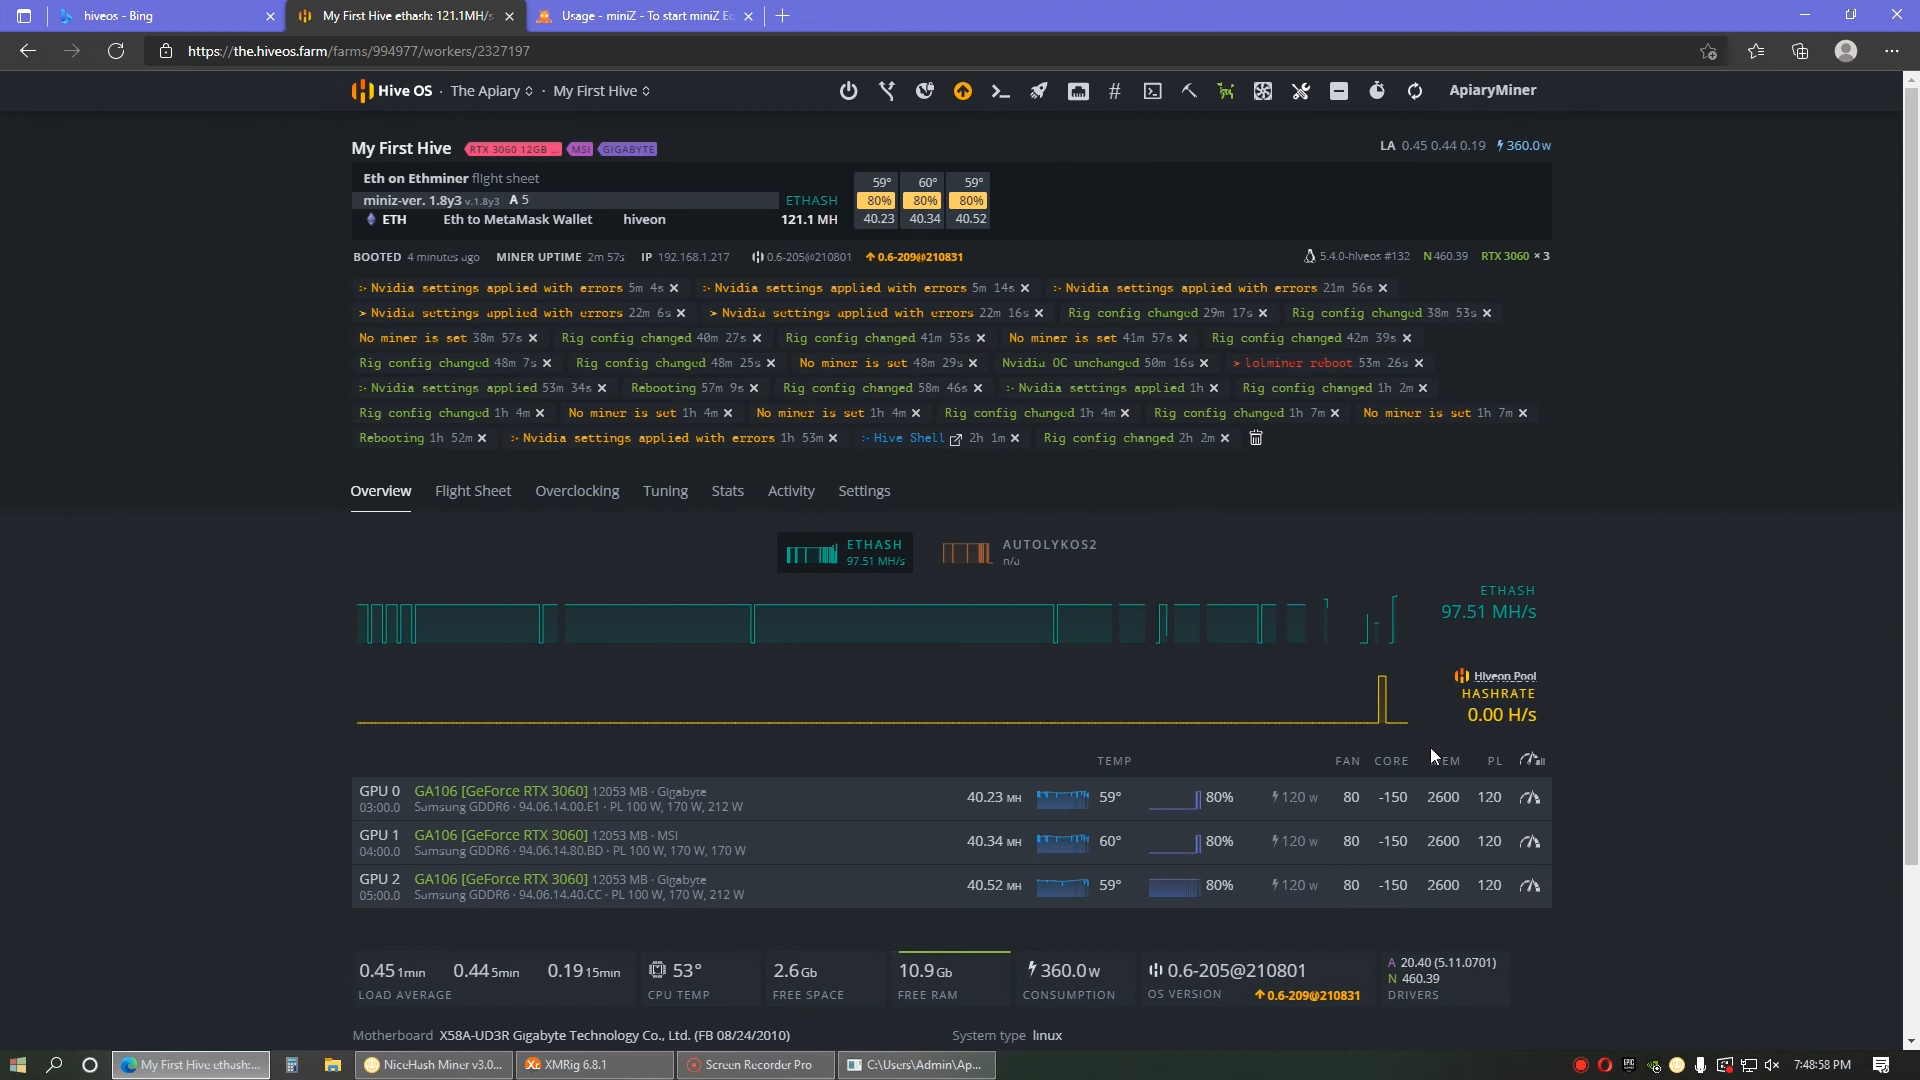 hiveos - Bing
My First Hive ethash: 121.1MH/s
Usage - miniZ - To start miniZ Eq
https://the.hiveos.farm/farms/994977/workers/2327197
Hive OS · The Apiary · My First Hive
ApiaryMiner
My First Hive RTX 3060 12GB ... MSI GIGABYTE
LA 0.45 0.44 0.19 360.0 w
Eth on Ethminer flight sheet
59° 60° 59°
miniz-ver. 1.8y3 v.1.8y3 A 5 ETHASH 80% 80% 80%
ETH Eth to MetaMask Wallet hiveon 121.1 MH 40.23 40.34 40.52
BOOTED 4 minutes ago MINER UPTIME 2m 57s IP 192.168.1.217 0.6-205@210801 0.6-209@210831 5.4.0-hiveos #132 N 460.39 RTX 3060 × 3
Nvidia settings applied with errors 5m 4s Nvidia settings applied with errors 5m 14s Nvidia settings applied with errors 21m 56s
Nvidia settings applied with errors 22m 6s Nvidia settings applied with errors 22m 16s Rig config changed 29m 17s Rig config changed 38m 53s
No miner is set 38m 57s Rig config changed 40m 27s Rig config changed 41m 53s No miner is set 41m 57s Rig config changed 42m 39s
Rig config changed 48m 7s Rig config changed 48m 25s No miner is set 48m 29s Nvidia OC unchanged 50m 16s lolminer reboot 53m 26s
Nvidia settings applied 53m 34s Rebooting 57m 9s Rig config changed 58m 46s Nvidia settings applied 1h Rig config changed 1h 2m
Rig config changed 1h 4m No miner is set 1h 4m No miner is set 1h 4m Rig config changed 1h 4m Rig config changed 1h 7m No miner is set 1h 7m
Rebooting 1h 52m Nvidia settings applied with errors 1h 53m Hive Shell 2h 1m Rig config changed 2h 2m
Overview Flight Sheet Overclocking Tuning Stats Activity Settings
ETHASH AUTOLYKOS2
97.51 MH/s n/a
ETHASH
97.51 MH/s
Hiveon Pool
HASHRATE
0.00 H/s
TEMP FAN CORE PL
GPU 0 GA106 [GeForce RTX 3060] 12053 MB · Gigabyte 40.23 MH 59° 80% 120 w 80 -150 2600 120
03:00.0 Samsung GDDR6 · 94.06.14.00.E1 · PL 100 W, 170 W, 212 W
GPU 1 GA106 [GeForce RTX 3060] 12053 MB · MSI 40.34 MH 60° 80% 120 w 80 -150 2600 120
04:00.0 Samsung GDDR6 · 94.06.14.80.BD · PL 100 W, 170 W, 170 W
GPU 2 GA106 [GeForce RTX 3060] 12053 MB · Gigabyte 40.52 MH 59° 80% 120 w 80 -150 2600 120
05:00.0 Samsung GDDR6 · 94.06.14.40.CC · PL 100 W, 170 W, 212 W
0.45 1min 0.44 5min 0.19 15min 53° 2.6 Gb 10.9 Gb 360.0 w 0.6-205@210801 A 20.40 (5.11.0701)
N 460.39
LOAD AVERAGE CPU TEMP FREE SPACE FREE RAM CONSUMPTION OS VERSION 0.6-209@210831 DRIVERS
Motherboard X58A-UD3R Gigabyte Technology Co., Ltd. (FB 08/24/2010) System type linux
My First Hive ethash:... NiceHash Miner v3.0... XMRig 6.8.1 Screen Recorder Pro C:\Users\Admin\Ap... 7:48:58 PM